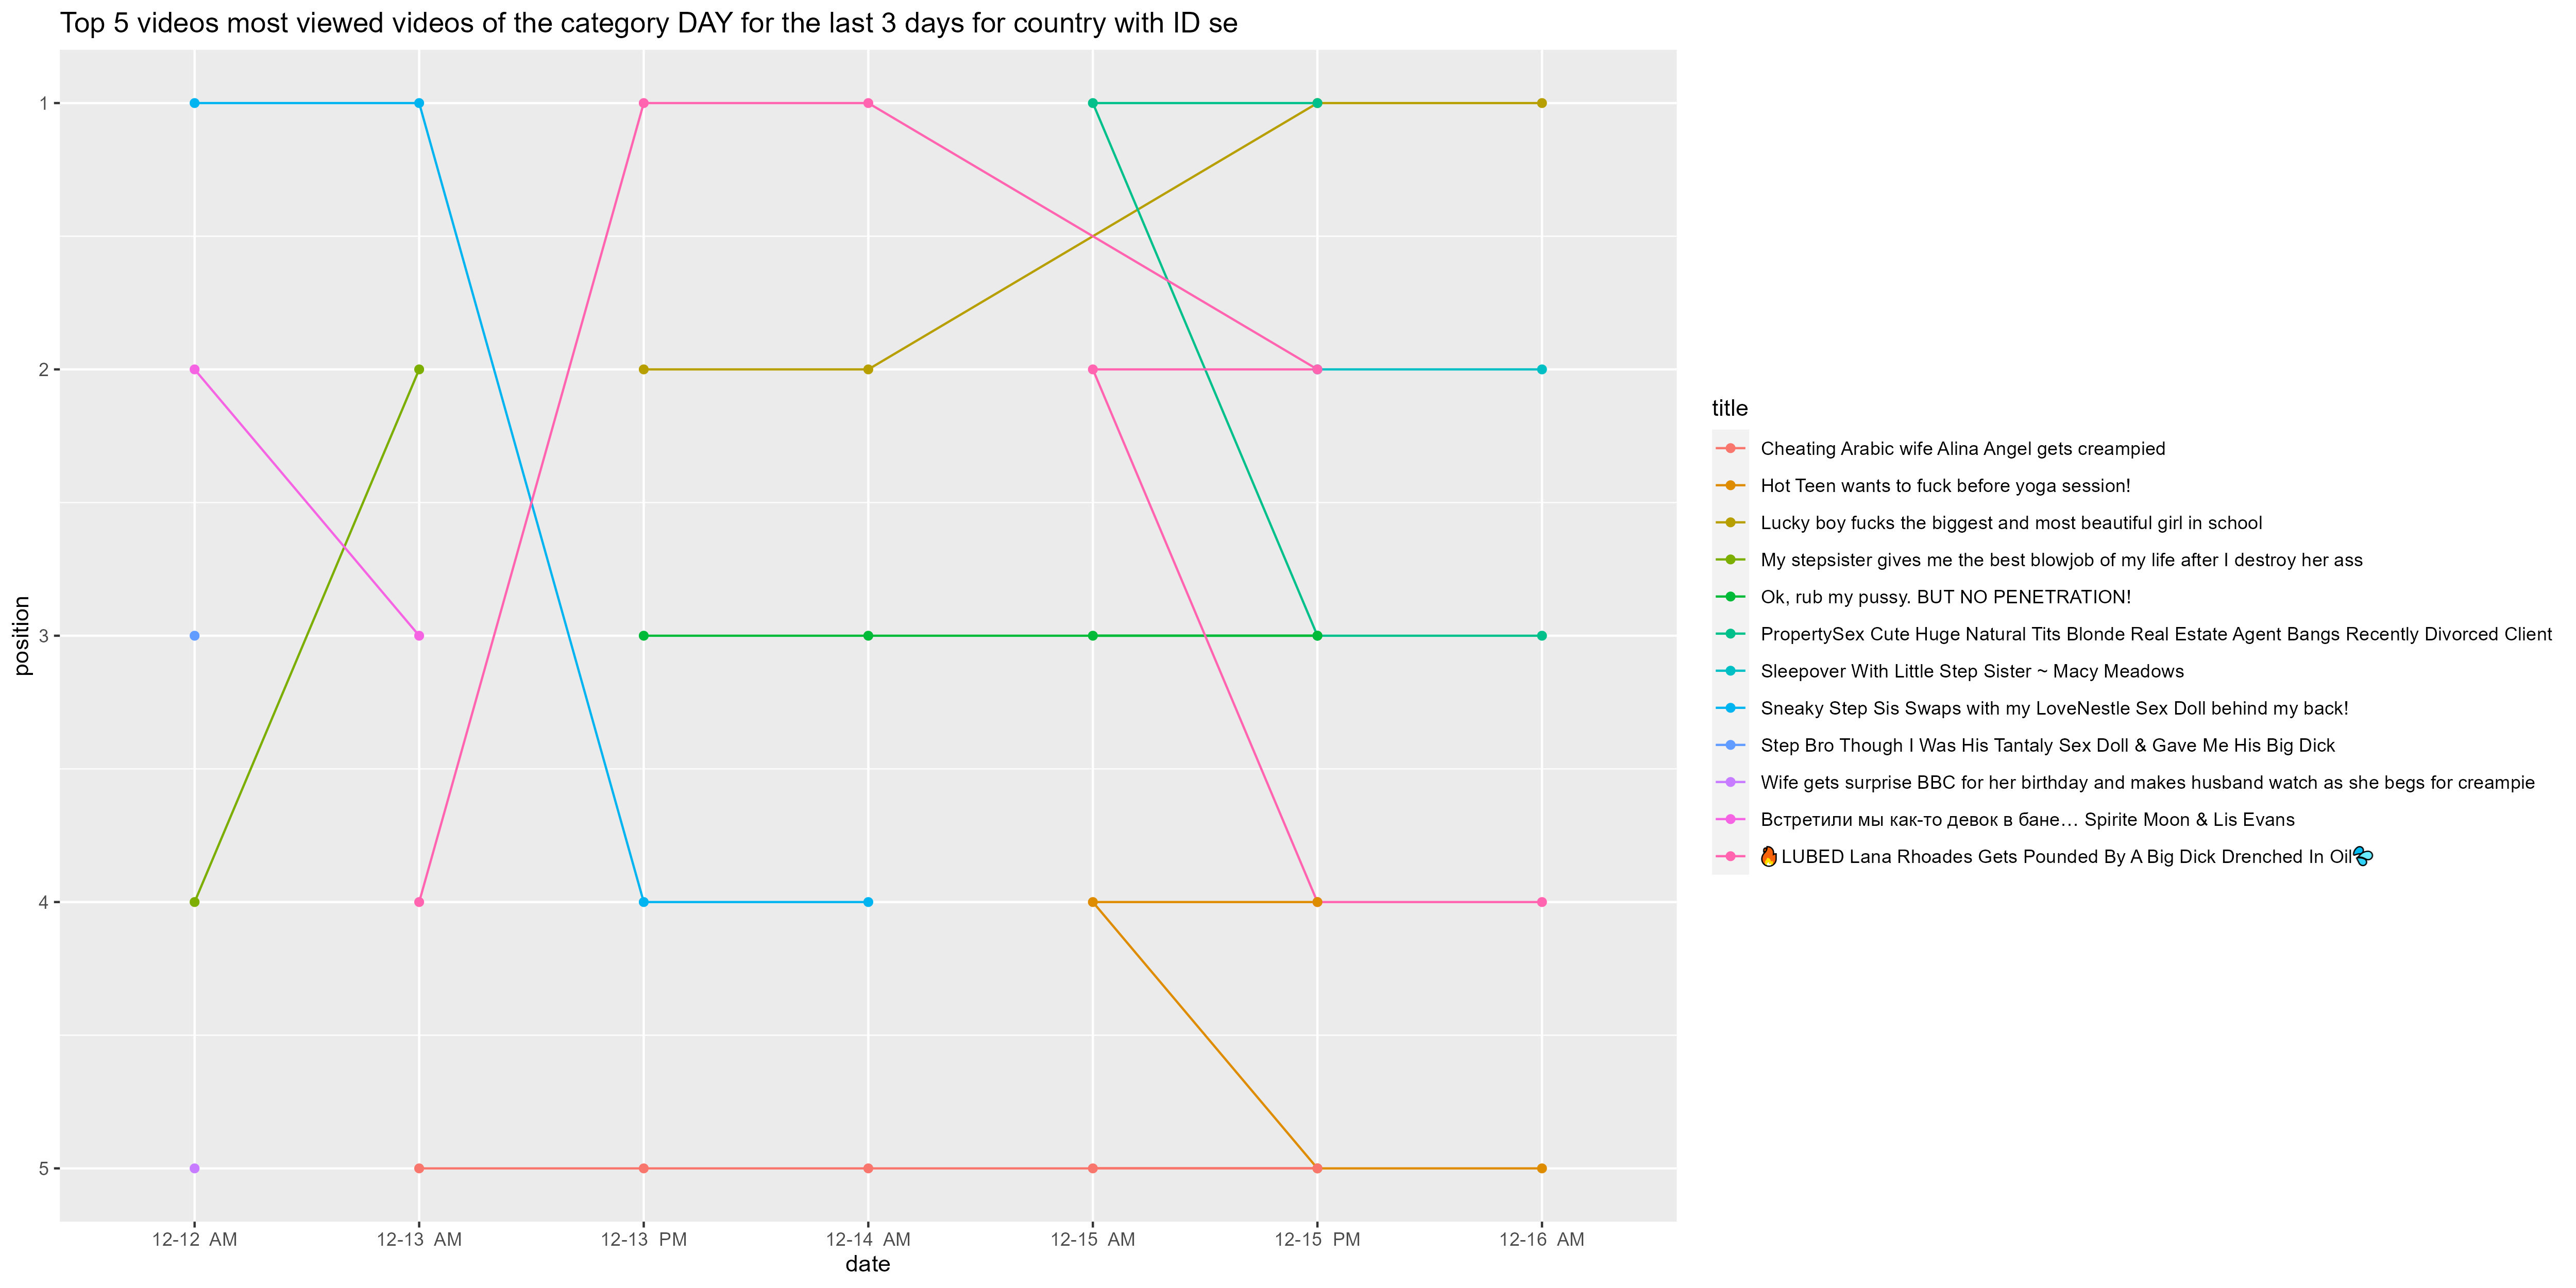 Top 5 videos most viewed videos of the category DAY for the last 3 days for country with ID se
1
2
3
4
5
position
12-12 AM
12-13 AM
12-13 PM
12-14 AM
12-15 AM
12-15 PM
12-16 AM
date
title
Cheating Arabic wife Alina Angel gets creampied
Hot Teen wants to fuck before yoga session!
Lucky boy fucks the biggest and most beautiful girl in school
My stepsister gives me the best blowjob of my life after I destroy her ass
Ok, rub my pussy. BUT NO PENETRATION!
PropertySex Cute Huge Natural Tits Blonde Real Estate Agent Bangs Recently Divorced Client
Sleepover With Little Step Sister ~ Macy Meadows
Sneaky Step Sis Swaps with my LoveNestle Sex Doll behind my back!
Step Bro Though I Was His Tantaly Sex Doll & Gave Me His Big Dick
Wife gets surprise BBC for her birthday and makes husband watch as she begs for creampie
Встретили мы как-то девок в бане… Spirite Moon & Lis Evans
🔥LUBED Lana Rhoades Gets Pounded By A Big Dick Drenched In Oil💦